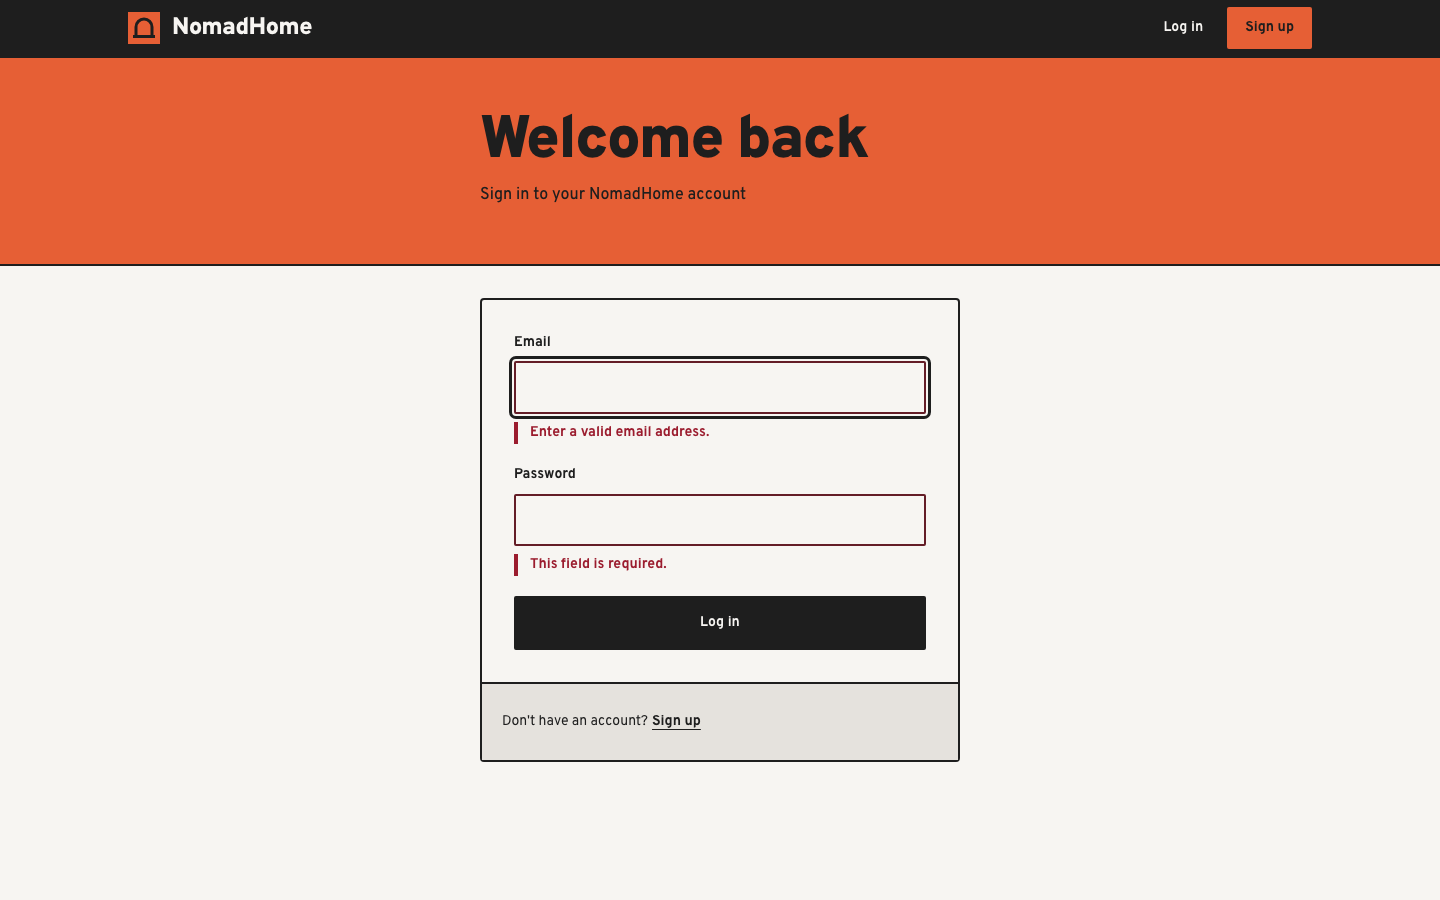 NomadHome
Log in
Sign up
Welcome back
Sign in to your NomadHome account
Email
Enter a valid email address.
Password
This field is required.
Log in
Don't have an account? Sign up